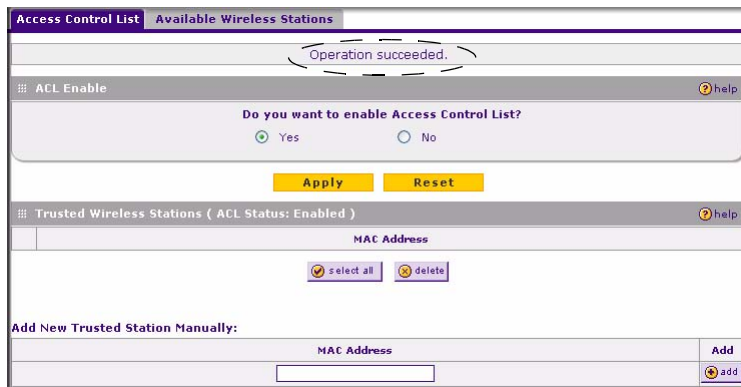 Access Control List Available Wireless Stations
Operation succeeded.
ACL Enable help
Do you want to enable Access Control List?
Yes No
Apply Reset
Trusted Wireless Stations ( ACL Status: Enabled ) help
MAC Address
select all delete
Add New Trusted Station Manually:
MAC Address Add
add